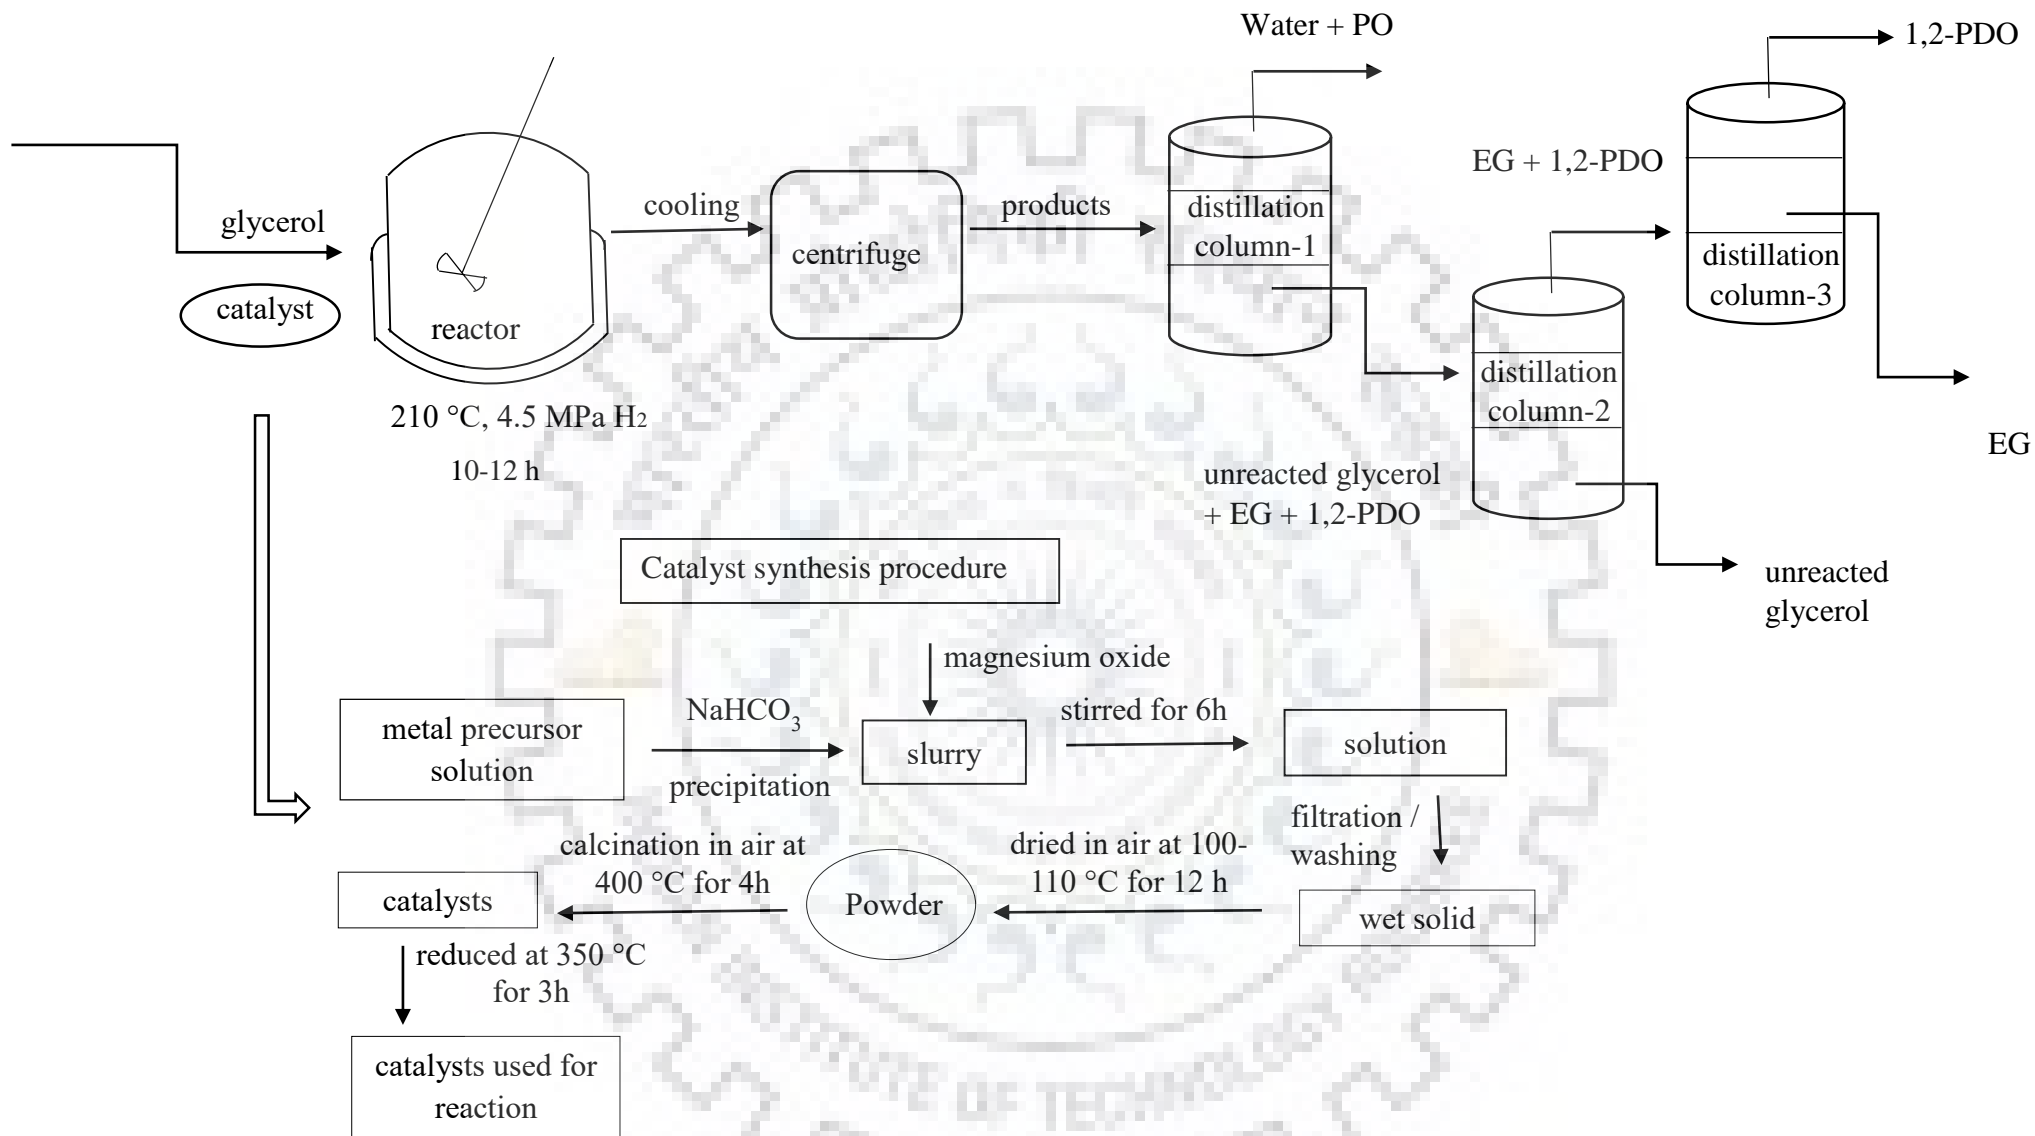 Water + PO
1,2-PDO
EG + 1,2-PDO
glycerol
cooling
products
distillation
column-1
centrifuge
distillation
column-3
catalyst
reactor
distillation
column-2
210 °C, 4.5 MPa H2
10-12 h
EG
unreacted glycerol
+ EG + 1,2-PDO
unreacted
glycerol
Catalyst synthesis procedure
magnesium oxide
metal precursor
solution
NaHCO3
precipitation
slurry
stirred for 6h
solution
filtration /
washing
wet solid
dried in air at 100-
110 °C for 12 h
Powder
calcination in air at
400 °C for 4h
catalysts
reduced at 350 °C
for 3h
catalysts used for
reaction
INSTITUTE OF TECHNOLOGY